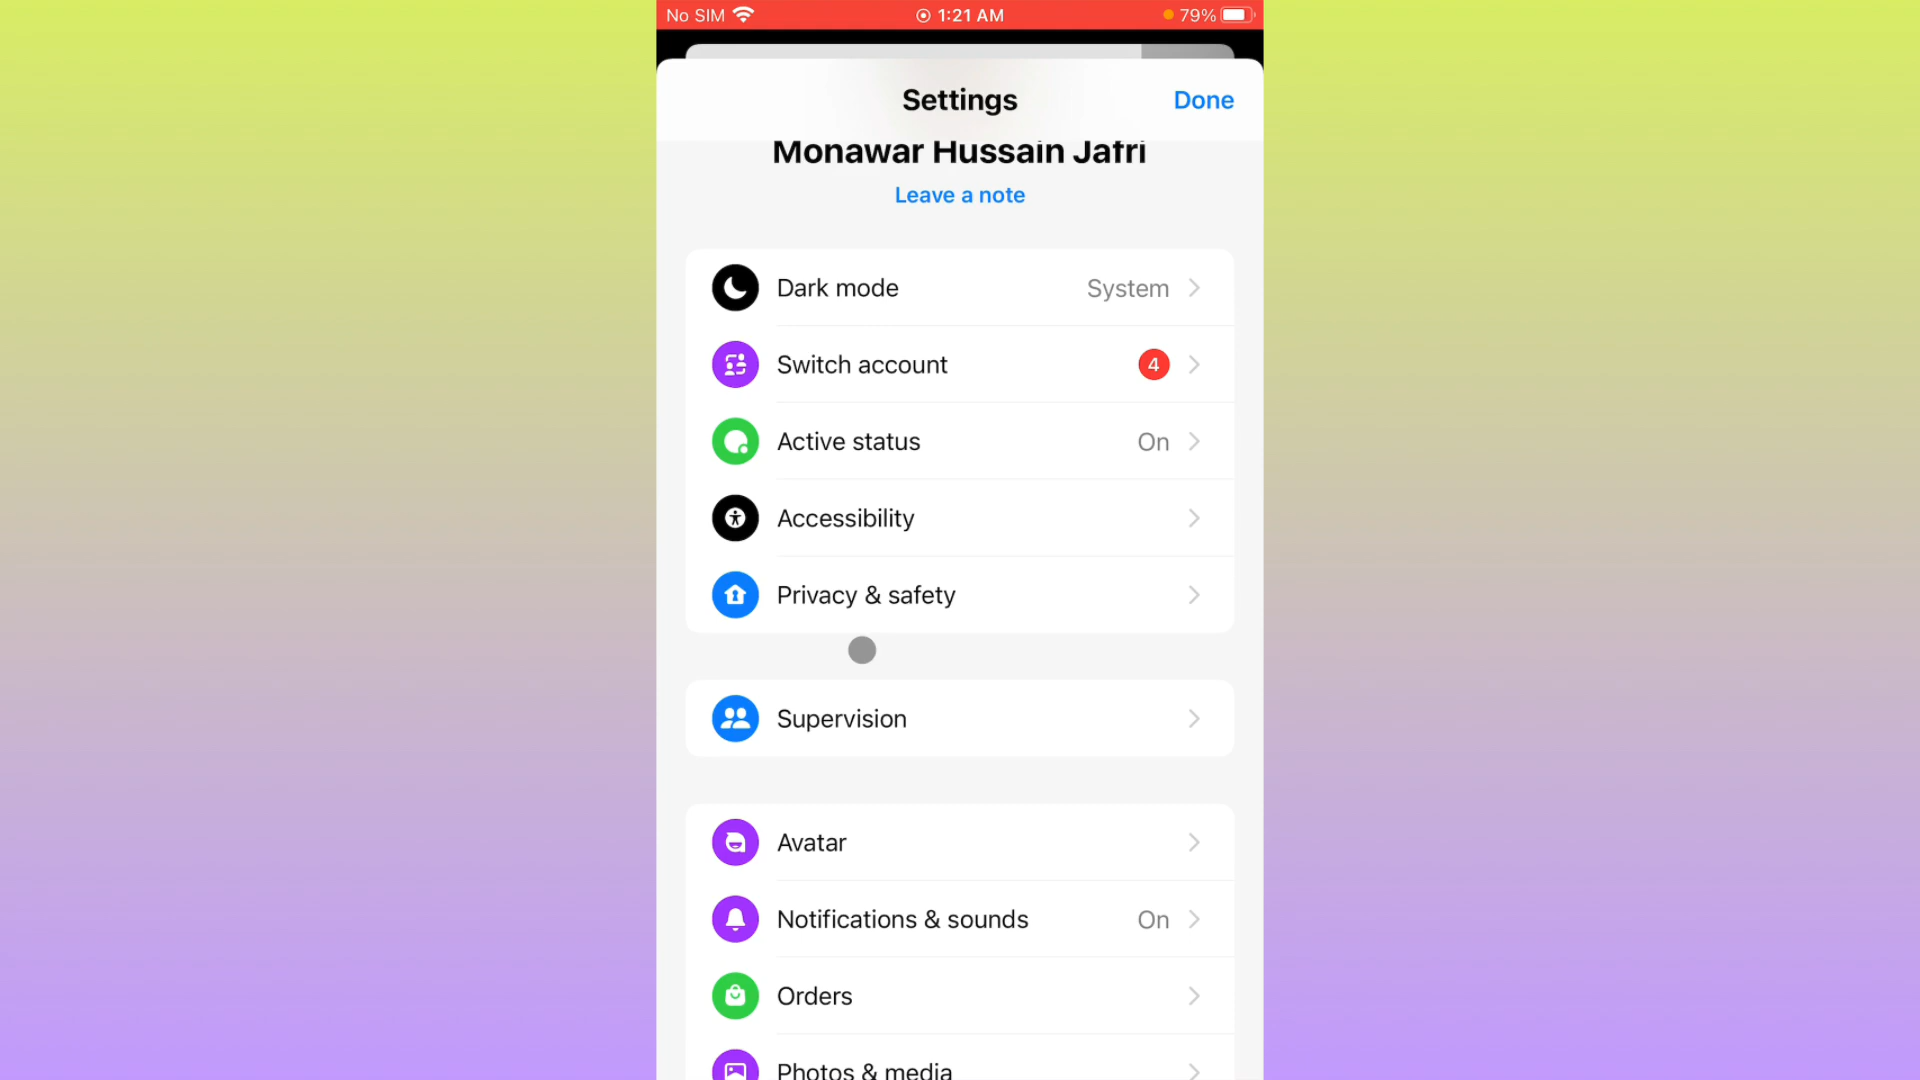 No SIM 1:21 AM 79%
Settings Done
Monawar Hussain Jafri
Leave a note
Dark mode System
Switch account 4
Active status On
Accessibility
Privacy & safety
Supervision
Avatar
Notifications & sounds On
Orders
Photos & media